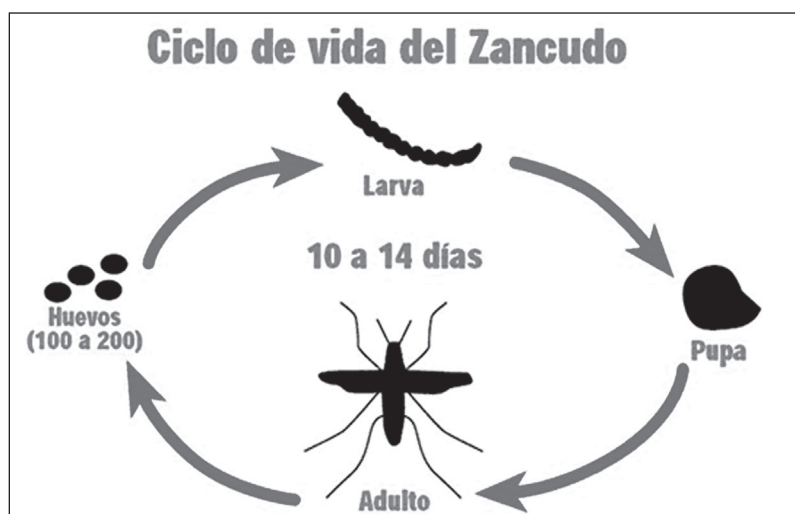 Ciclo de vida del Zancudo
Larva
10 a 14 días
Huevos
(100 a 200)
Pupa
Adulto